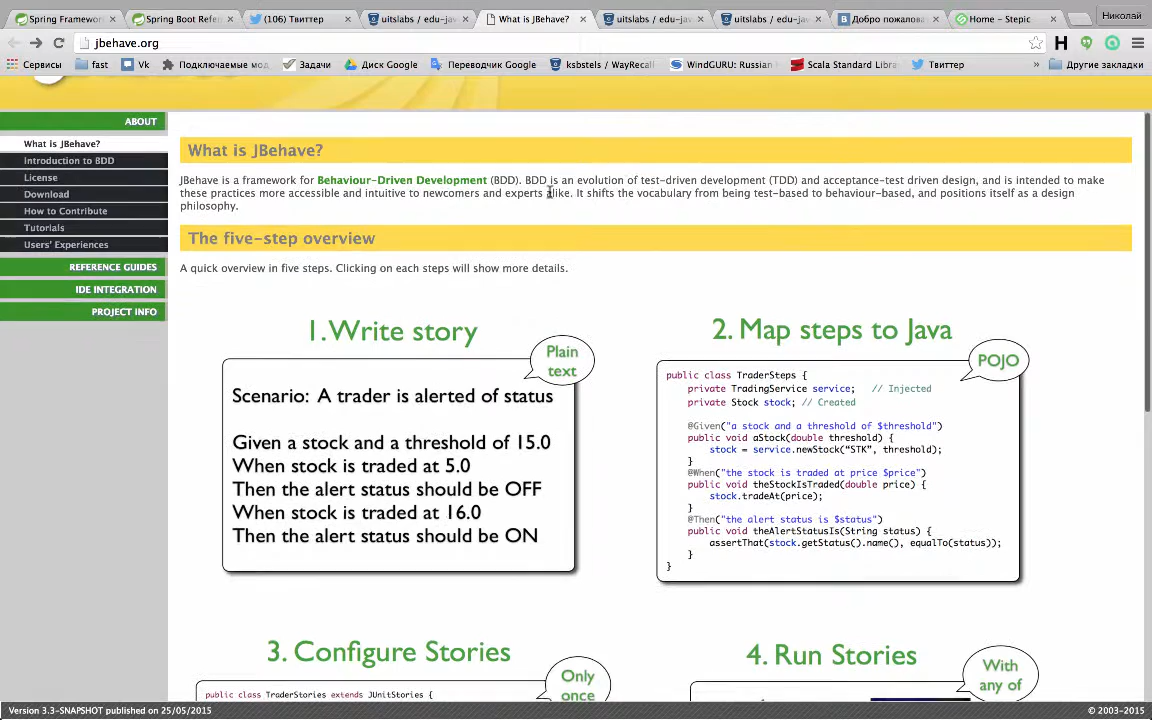 Spring Framework
Spring Boot Refe
(106) Твиттер
uitslabs / edu-jav
What is JBehave?
uitslabs / edu-jav
uitslabs / edu-jav
Добро пожаловат
Home – Stepic
Николай
jbehave.org
Сервисы
fast
Vk
Подключаемые мод
Задачи
Диск Google
Переводчик Google
ksbstels / WayRecall
WindGURU: Russian
Scala Standard Libra
Твиттер
»
Другие закладки
ABOUT
What is JBehave?
Introduction to BDD
License
Download
How to Contribute
Tutorials
Users' Experiences
REFERENCE GUIDES
IDE INTEGRATION
PROJECT INFO
What is JBehave?
JBehave is a framework for Behaviour-Driven Development (BDD). BDD is an evolution of test-driven development (TDD) and acceptance-test driven design, and is intended to make
these practices more accessible and intuitive to newcomers and experts alike. It shifts the vocabulary from being test-based to behaviour-based, and positions itself as a design
philosophy.
The five-step overview
A quick overview in five steps. Clicking on each steps will show more details.
1. Write story
Plain
text
Scenario: A trader is alerted of status
Given a stock and a threshold of 15.0
When stock is traded at 5.0
Then the alert status should be OFF
When stock is traded at 16.0
Then the alert status should be ON
2. Map steps to Java
POJO
public class TraderSteps {
private TradingService service; // Injected
private Stock stock; // Created
@Given("a stock and a threshold of $threshold")
public void aStock(double threshold) {
stock = service.newStock("STK", threshold);
}
@When("the stock is traded at price $price")
public void theStockIsTraded(double price) {
stock.tradeAt(price);
}
@Then("the alert status is $status")
public void theAlertStatusIs(String status) {
assertThat(stock.getStatus().name(), equalTo(status));
}
}
3. Configure Stories
Only
once
public class TraderStories extends JUnitStories {
4. Run Stories
With
any of
Version 3.3-SNAPSHOT published on 25/05/2015
© 2003-2015